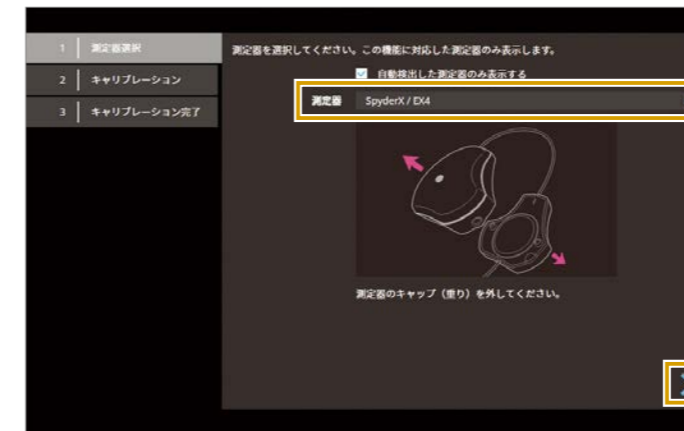 1 測定器選択
2 キャリブレーション
3 キャリブレーション完了
測定器を選択してください。この機能に対応した測定器のみ表示します。
自動検出した測定器のみ表示する
測定器 SpyderX / EX4
測定器のキャップ（重り）を外してください。